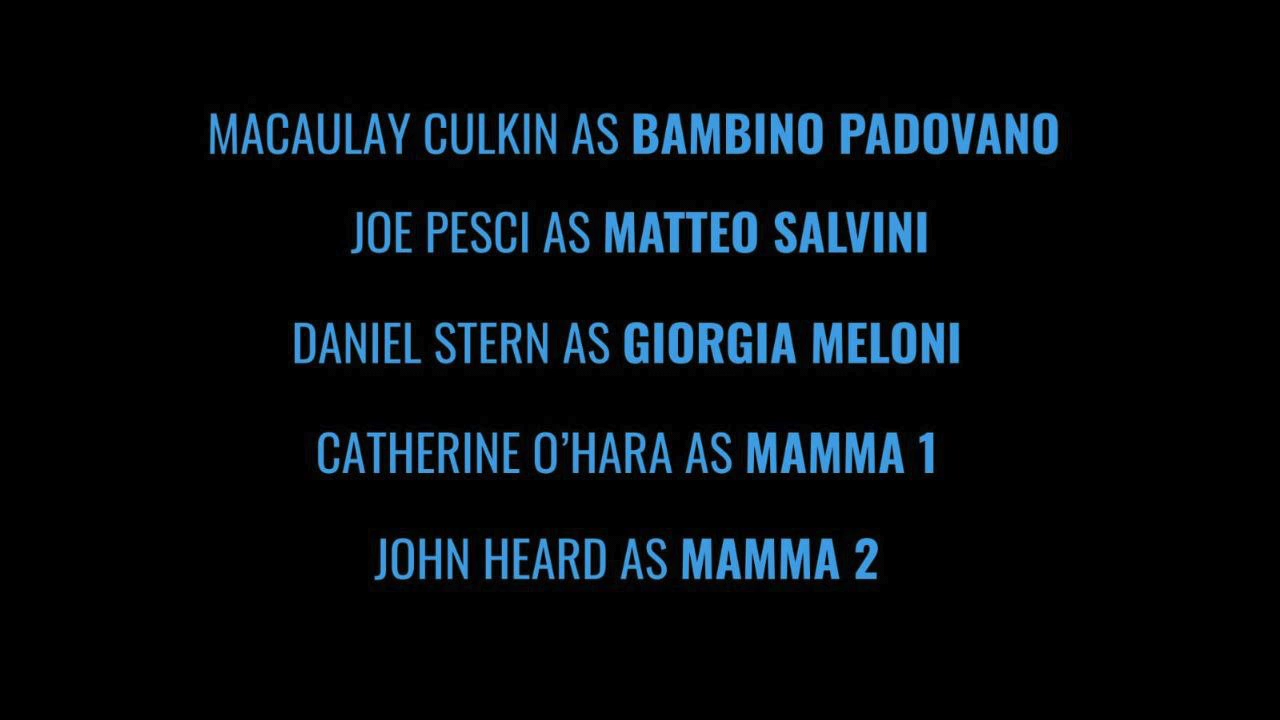 MACAULAY CULKIN AS BAMBINO PADOVANO
JOE PESCI AS MATTEO SALVINI
DANIEL STERN AS GIORGIA MELONI
CATHERINE O’HARA AS MAMMA 1
JOHN HEARD AS MAMMA 2